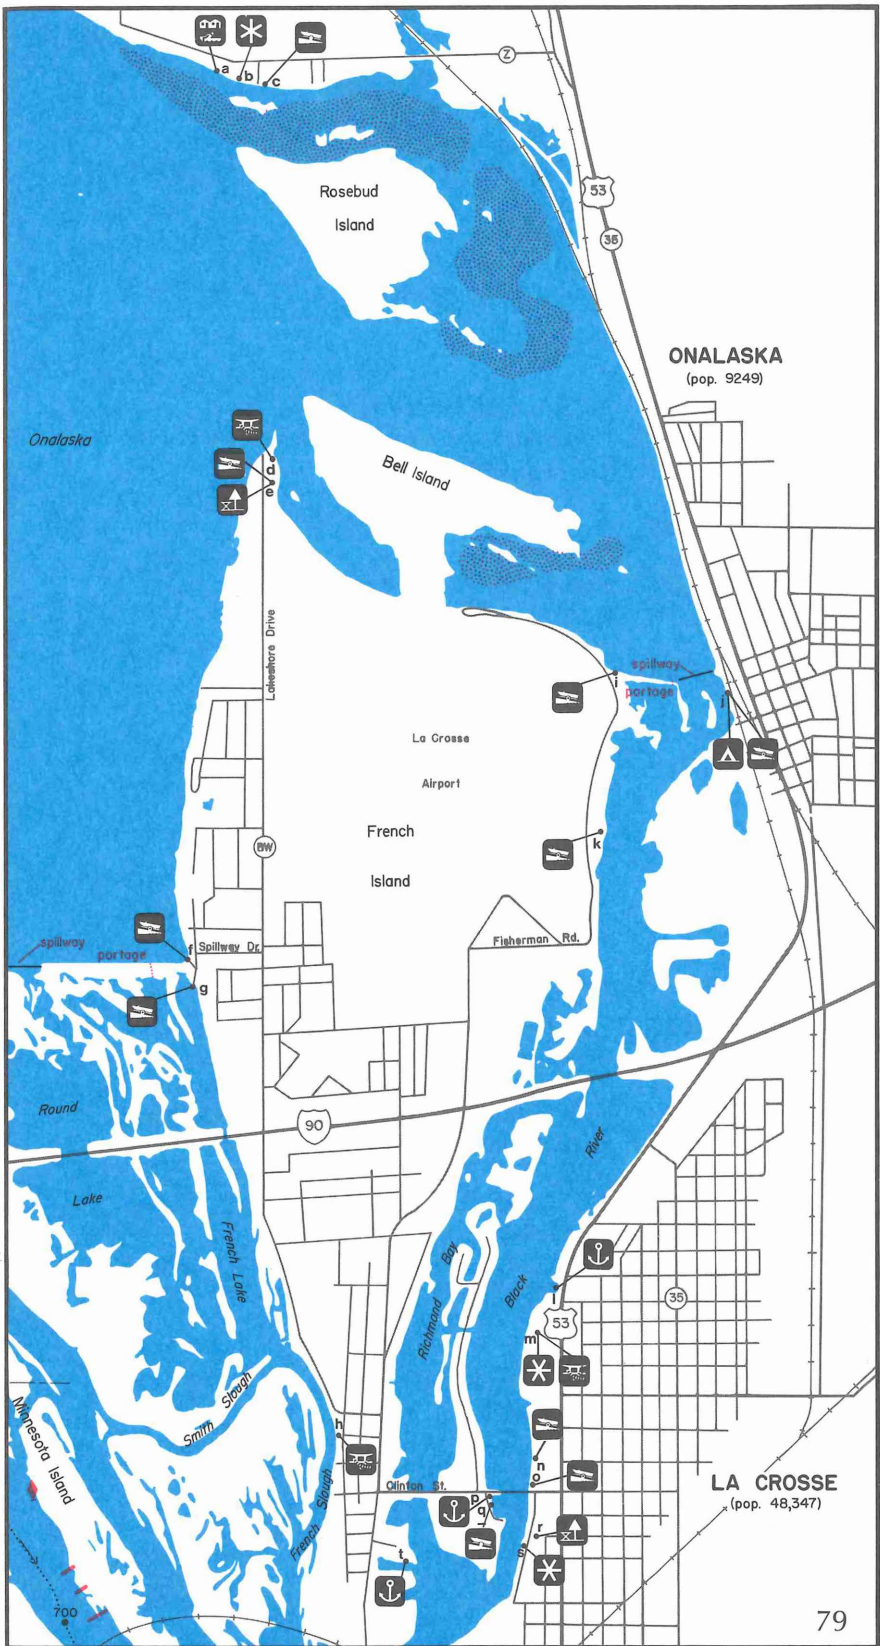 a
b
c
Z
Rosebud
Island
53
35
ONALASKA
(pop. 9249)
Onalaska
d
e
Bell Island
Lakeshore Drive
spillway
portage
i
j
La Crosse
Airport
French
Island
k
BW
f
Spillway Dr.
spillway
portage
g
Fisherman Rd.
Round
Lake
90
River
French Lake
Richmond Bay
Black
l
53
35
m
Smith Slough
Minnesota Island
h
French Slough
n
o
Clinton St.
p
q
LA CROSSE
(pop. 48,347)
r
s
t
700
79